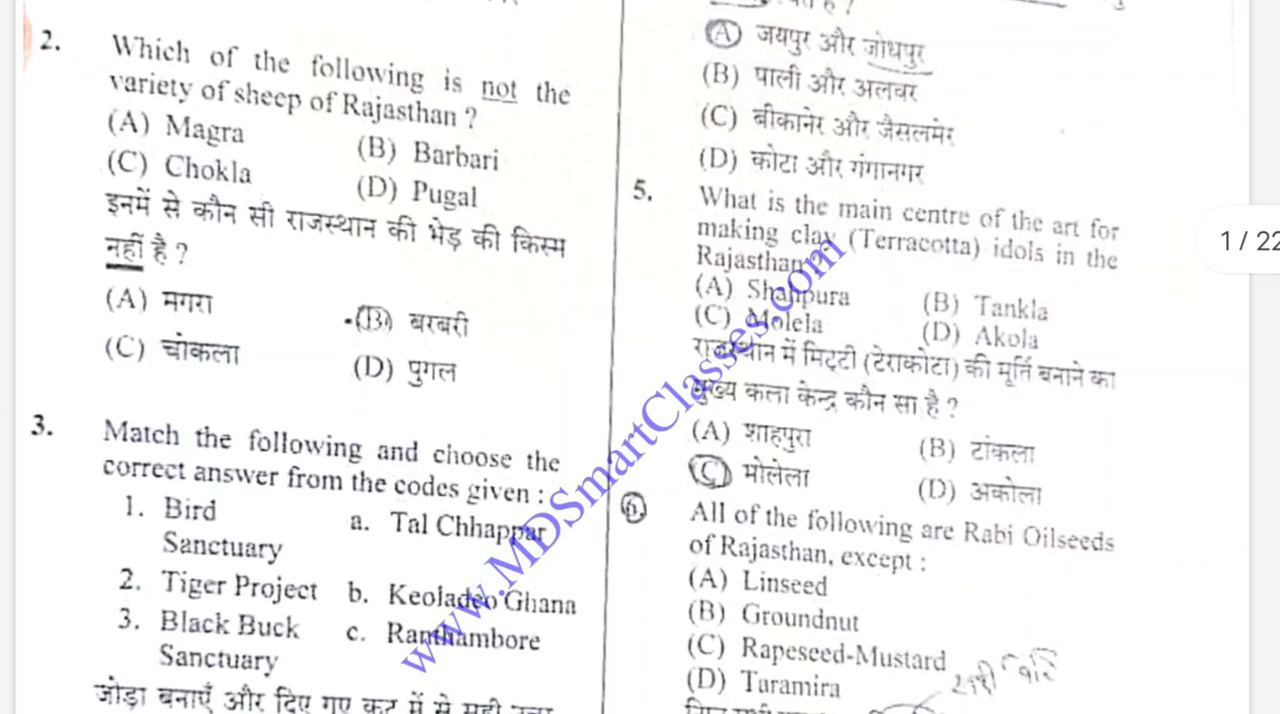 2. Which of the following is not the
variety of sheep of Rajasthan ?
(A) Magra (B) Barbari
(C) Chokla (D) Pugal
इनमें से कौन सी राजस्थान की भेड़ की किस्म
नहीं है ?
(A) मगरा (B) बरबरी
(C) चोकला (D) पुगल
3. Match the following and choose the
correct answer from the codes given :
1. Bird a. Tal Chhappar
Sanctuary
2. Tiger Project b. Keoladeo Ghana
3. Black Buck c. Ranthambore
Sanctuary
जोड़ा बनाएँ और दिए गए कूट में से सही
(A) जयपुर और जोधपुर
(B) पाली और अलवर
(C) बीकानेर और जैसलमेर
(D) कोटा और गंगानगर
5. What is the main centre of the art for
making clay (Terracotta) idols in the
Rajasthan ?
(A) Shahpura (B) Tankla
(C) Molela (D) Akola
राजस्थान में मिट्टी (टेराकोटा) की मूर्ति बनाने का
मुख्य कला केन्द्र कौन सा है ?
(A) शाहपुरा (B) टांकला
(C) मोलेला (D) अकोला
6. All of the following are Rabi Oilseeds
of Rajasthan, except :
(A) Linseed
(B) Groundnut
(C) Rapeseed-Mustard
(D) Taramira
www.MDSmartClasses.com
1 / 22